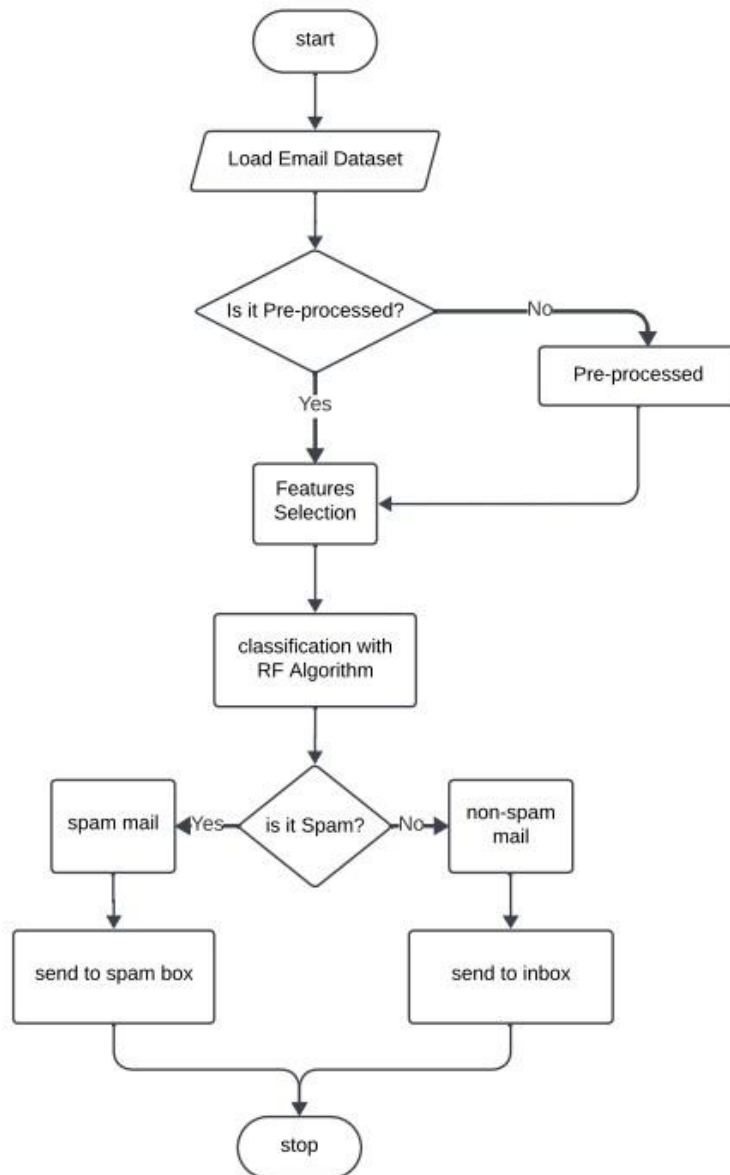 start
Load Email Dataset
Is it Pre-processed?
No
Pre-processed
Yes
Features
Selection
classification with
RF Algorithm
spam mail
Yes
is it Spam?
No
non-spam
mail
send to spam box
send to inbox
stop